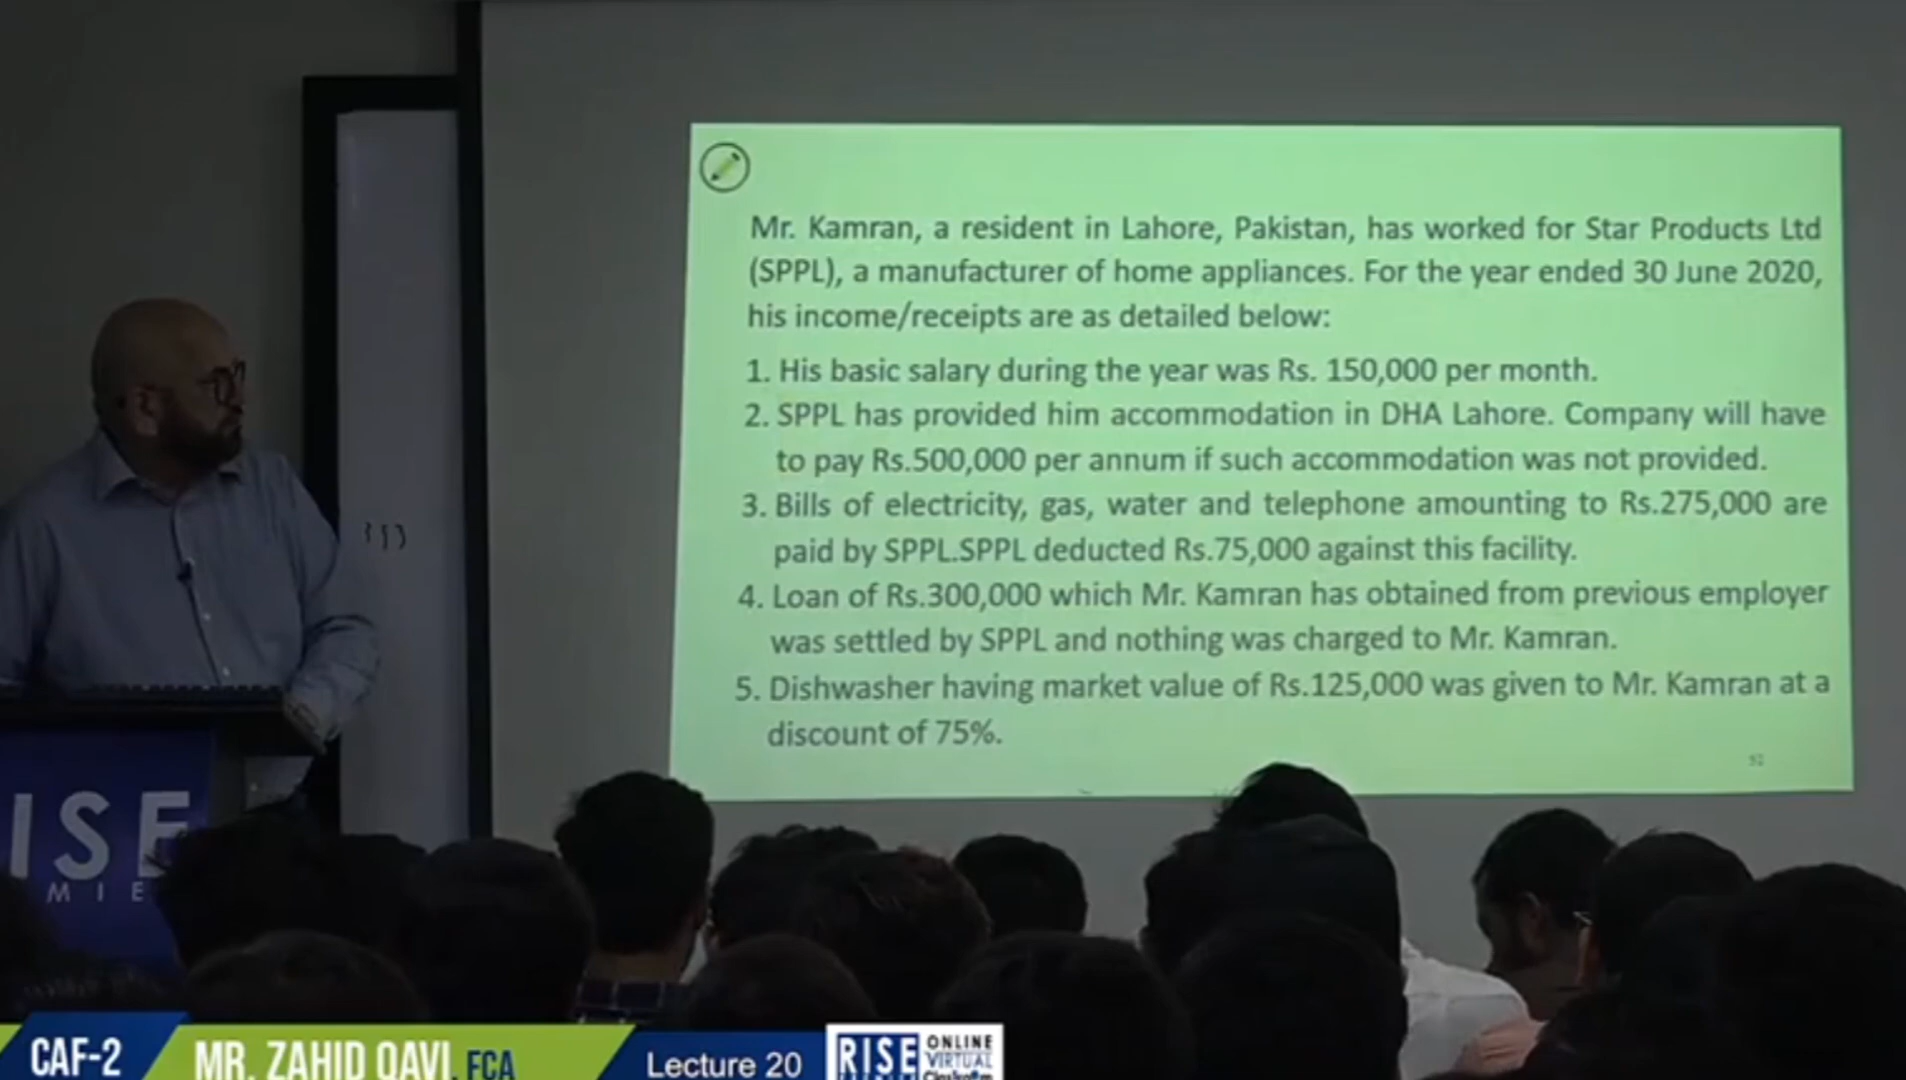 Mr. Kamran, a resident in Lahore, Pakistan, has worked for Star Products Ltd
(SPPL), a manufacturer of home appliances. For the year ended 30 June 2020,
his income/receipts are as detailed below:
1. His basic salary during the year was Rs. 150,000 per month.
2. SPPL has provided him accommodation in DHA Lahore. Company will have
to pay Rs.500,000 per annum if such accommodation was not provided.
3. Bills of electricity, gas, water and telephone amounting to Rs.275,000 are
paid by SPPL.SPPL deducted Rs.75,000 against this facility.
4. Loan of Rs.300,000 which Mr. Kamran has obtained from previous employer
was settled by SPPL and nothing was charged to Mr. Kamran.
5. Dishwasher having market value of Rs.125,000 was given to Mr. Kamran at a
discount of 75%.
ISE
M I E
CAF-2
MR. ZAHID QAVI, FCA
Lecture 20
RISE
ONLINE
VIRTUAL